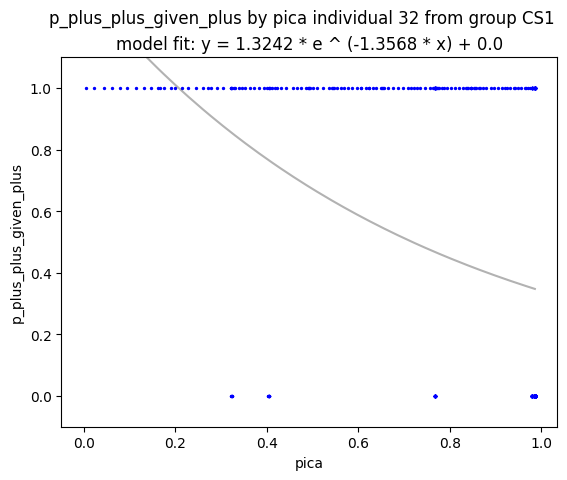 p_plus_plus_given_plus by pica individual 32 from group CS1
model fit: y = 1.3242 * e ^ (-1.3568 * x) + 0.0
p_plus_plus_given_plus
1.0
0.8
0.6
0.4
0.2
0.0
0.0 0.2 0.4 0.6 0.8 1.0
pica